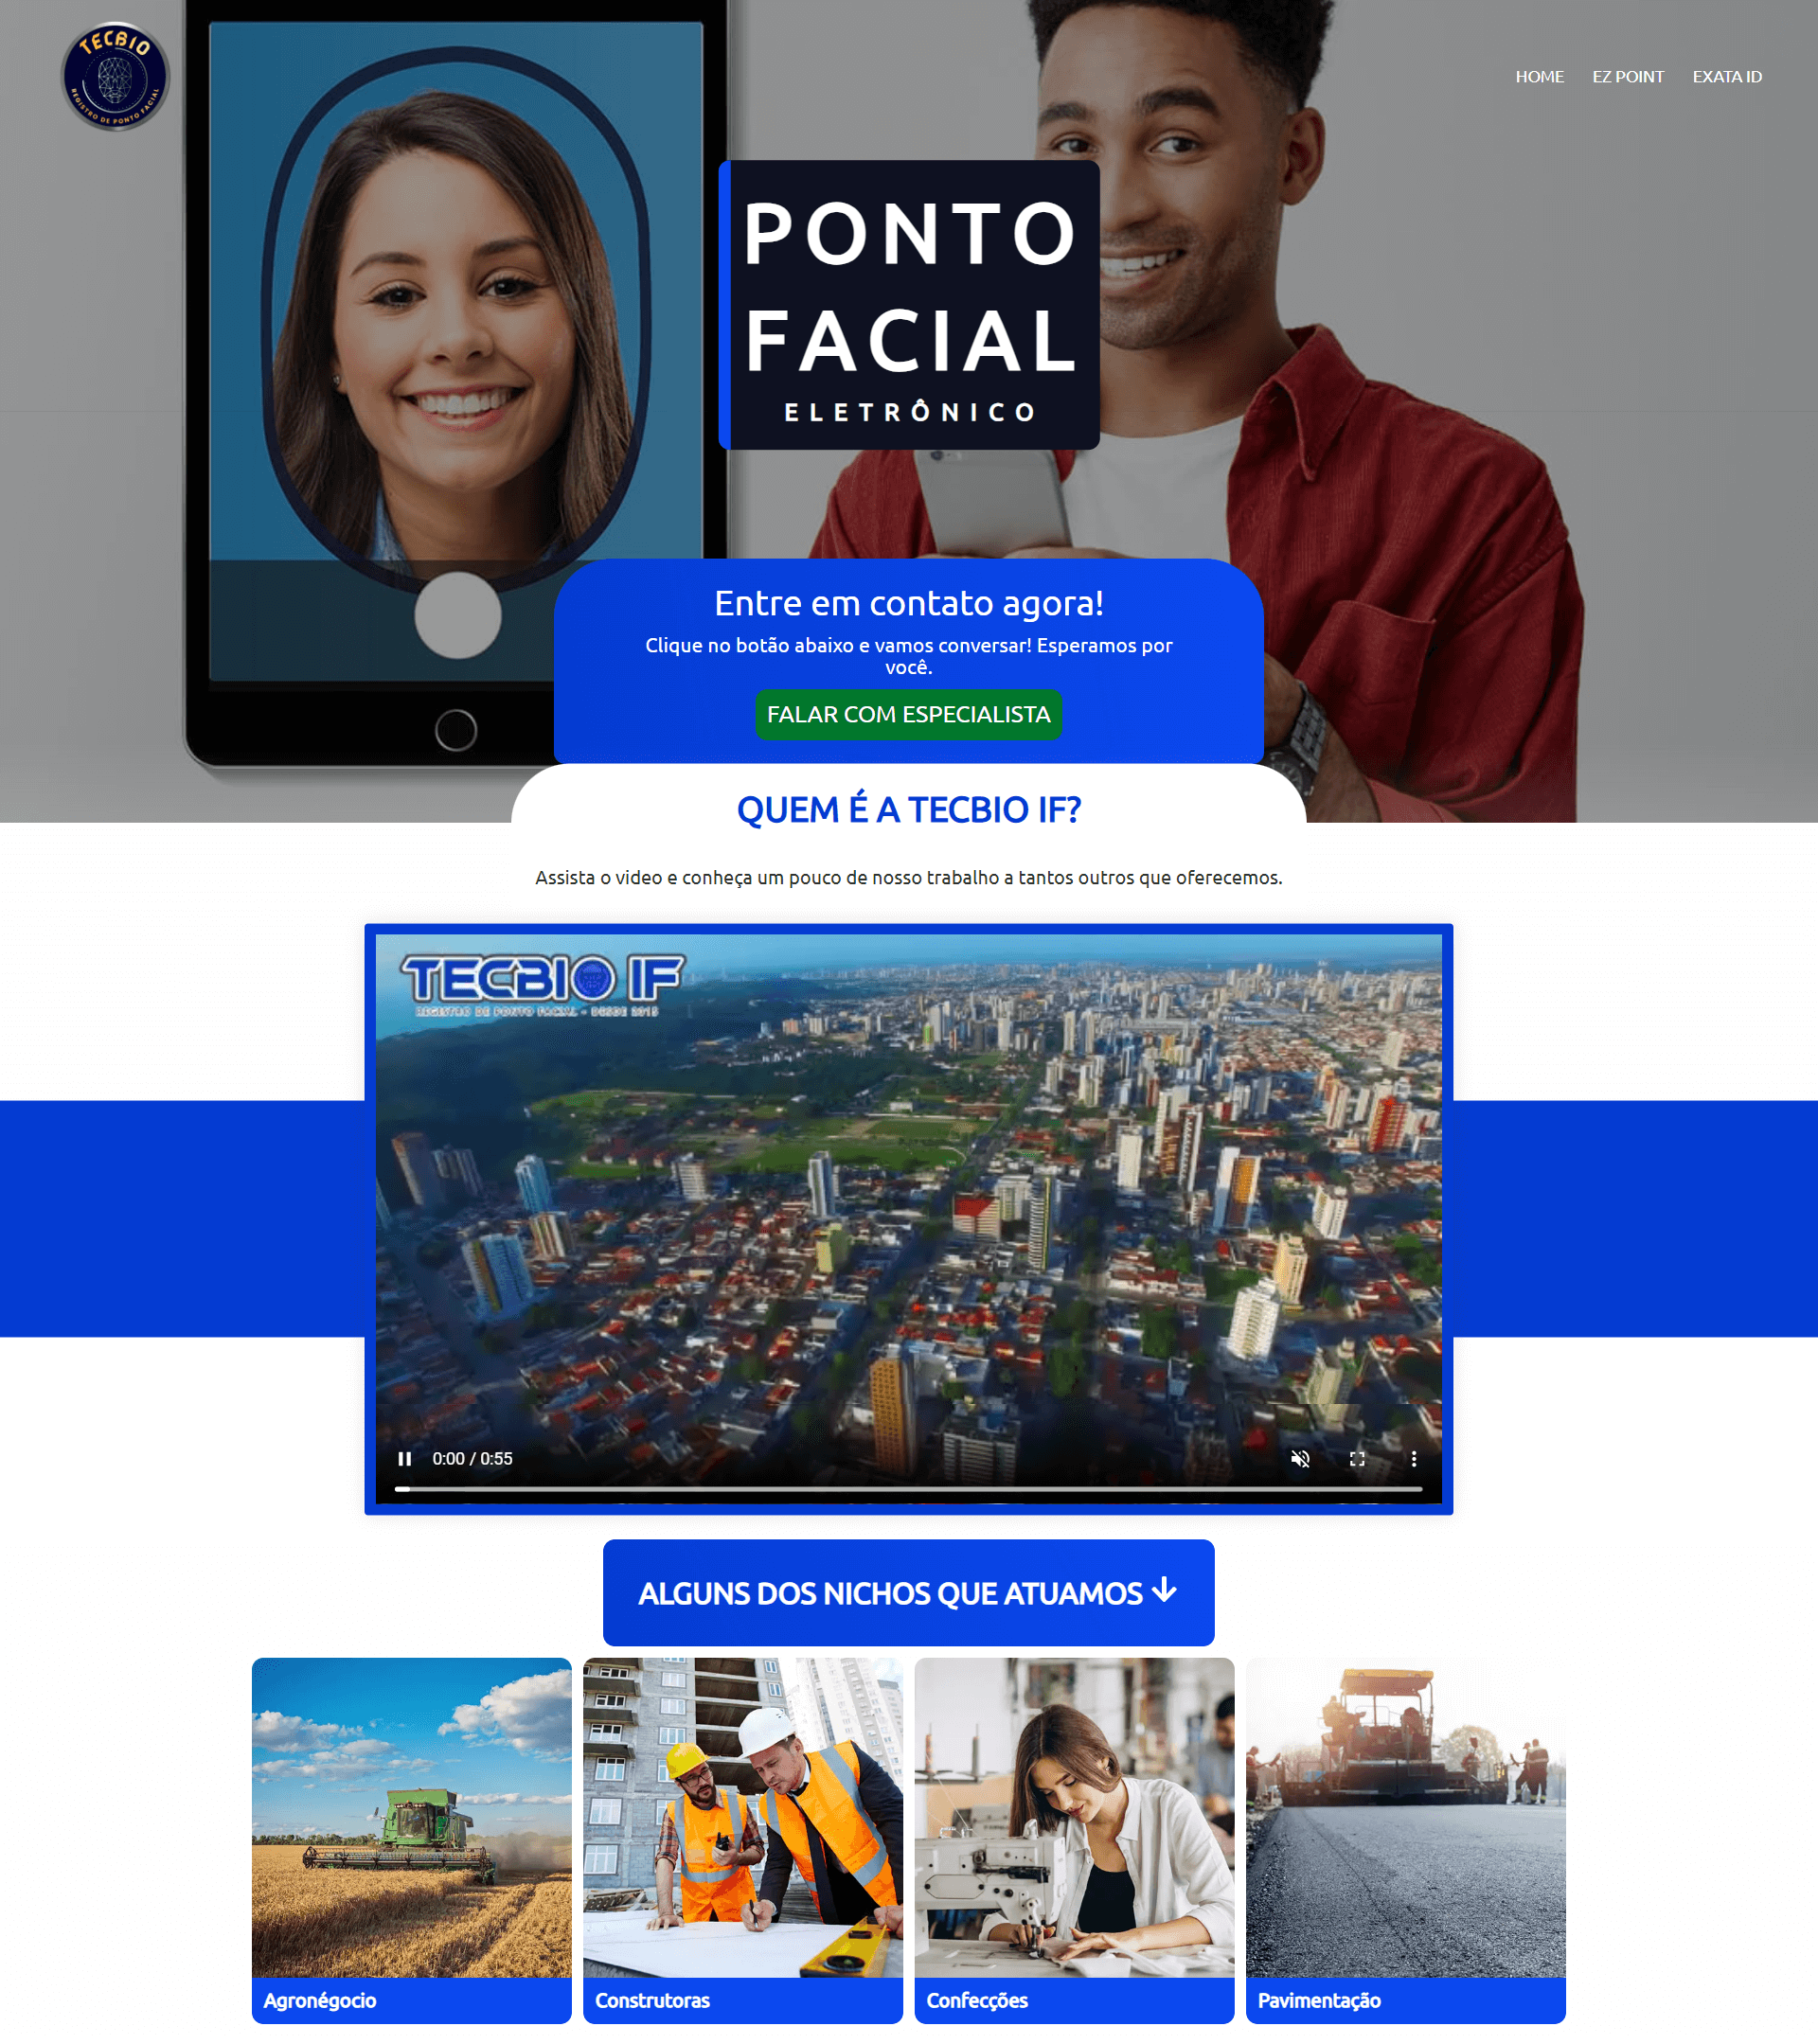 TECBIO
REGISTRO DE PONTO FACIAL
HOME
EZ POINT
EXATA ID
PONTO
FACIAL
ELETRÔNICO
Entre em contato agora!
Clique no botão abaixo e vamos conversar! Esperamos por
você.
FALAR COM ESPECIALISTA
QUEM É A TECBIO IF?
Assista o video e conheça um pouco de nosso trabalho a tantos outros que oferecemos.
TECBIO IF
REGISTRO DE PONTO FACIAL - DESDE 2015
0:00 / 0:55
ALGUNS DOS NICHOS QUE ATUAMOS
Agronégocio
Construtoras
Confecções
Pavimentação